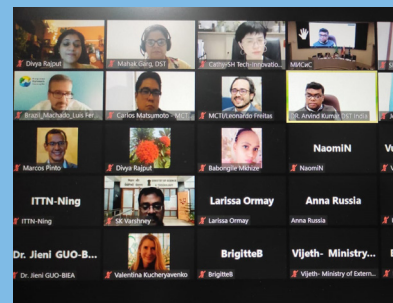 Divya Rajput
Mahak Garg, DST
Cathy-SH Tech-Innovatio...
МИСиС
Brazil_Machado_Luis Fer...
Carlos Matsumoto - MCT...
MCTI/Leonardo Freitas
DR. Arvind Kumar DST India
Marcos Pinto
Divya Rajput
Babongile Mkhize
NaomiN
NaomiN
ITTN-Ning
ITTN-Ning
SK Varshney
Larissa Ormay
Larissa Ormay
Anna Russia
Anna Russia
Dr. Jieni GUO-B...
Dr. Jieni GUO-BIEA
Valentina Kucheryavenko
BrigitteB
BrigitteB
Vijeth- Ministry...
Vijeth- Ministry of Extern...